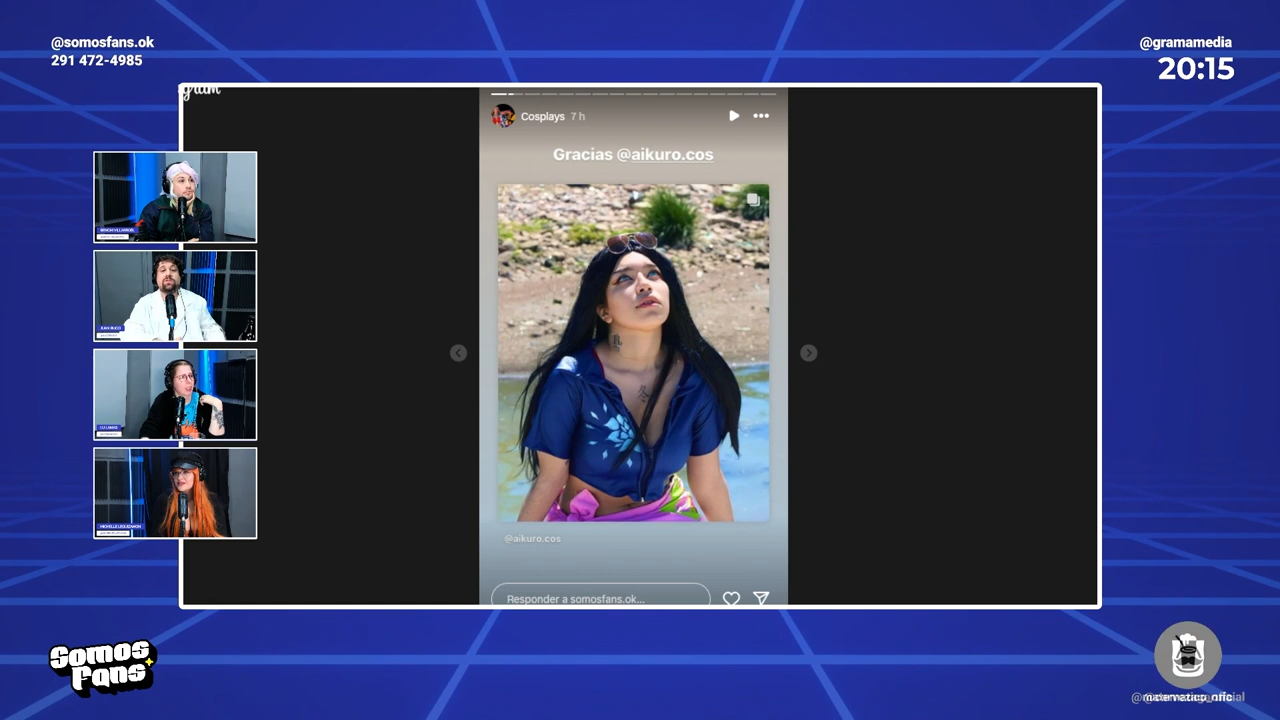 @somosfans.ok
291 472-4985
@gramamedia
20:15
Cosplays 7 h
Gracias @aikuro.cos
@aikuro.cos
Responder a somosfans.ok...
Somos
Fans